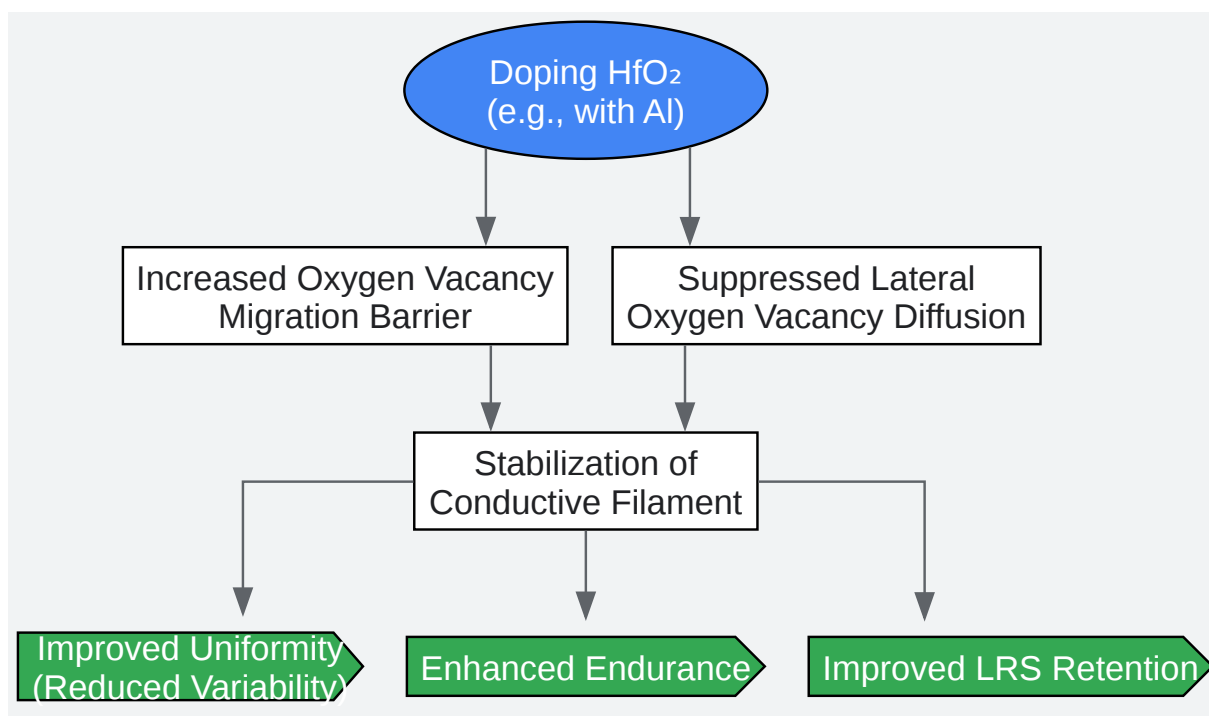 Doping HfO₂
(e.g., with Al)
Increased Oxygen Vacancy
Migration Barrier
Suppressed Lateral
Oxygen Vacancy Diffusion
Stabilization of
Conductive Filament
Improved Uniformity
(Reduced Variability)
Enhanced Endurance
Improved LRS Retention